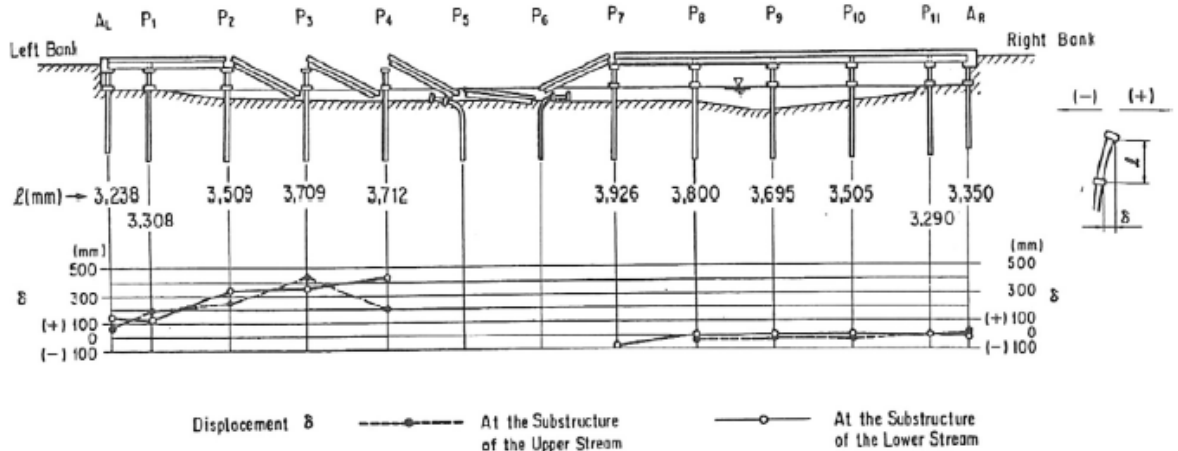 A_L P₁ P₂ P₃ P₄ P₅ P₆ P₇ P₈ P₉ P₁₀ P₁₁ A_R
Left Bank
Right Bank
(−) (+)
ℓ
δ
ℓ(mm) → 3,238 3,509 3,709 3,712 3,926 3,800 3,695 3,505 3,350
3,308 3,290
(mm) (mm)
500 500
δ 300 300 δ
(+) 100 (+) 100
0 0
(−) 100 (−) 100
Displacement δ
At the Substructure
of the Upper Stream
At the Substructure
of the Lower Stream